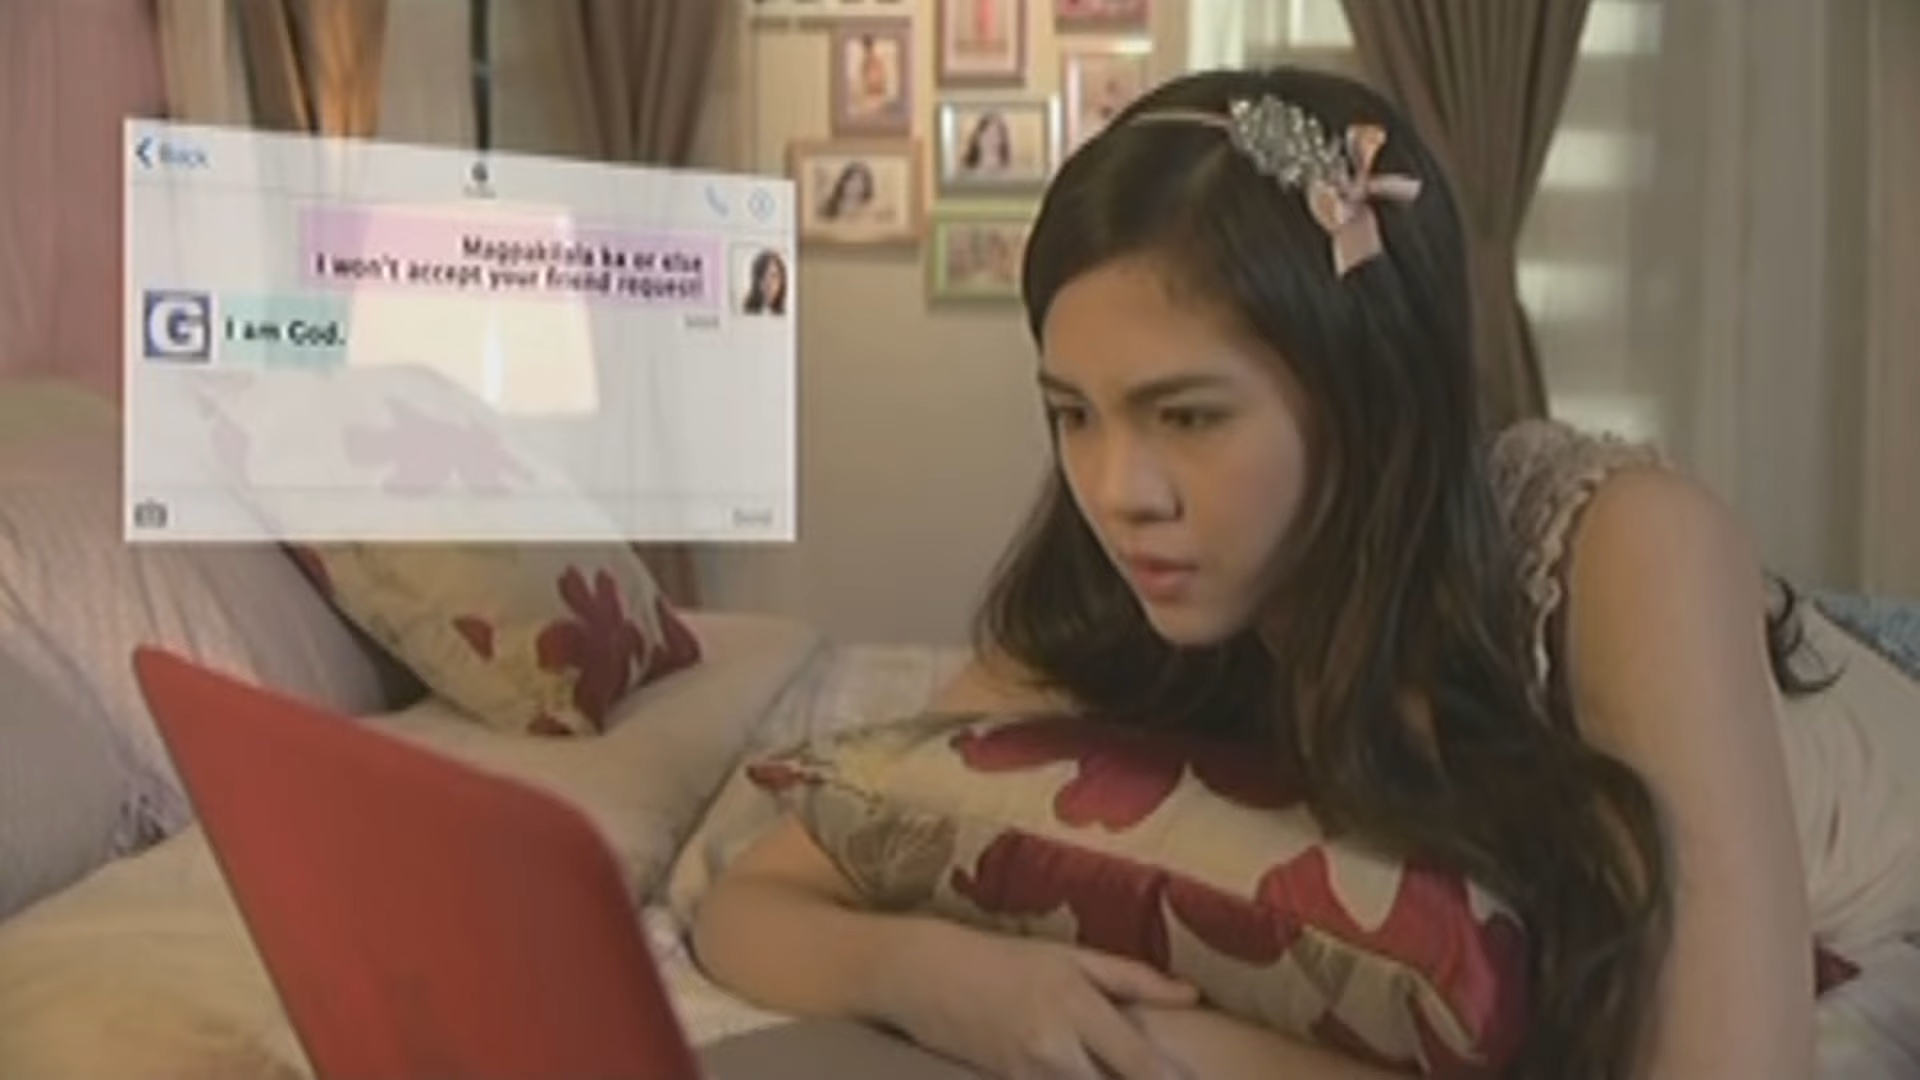 Back
G
Magpakilala ka or else
I won't accept your friend request!
G
I am God.
Send